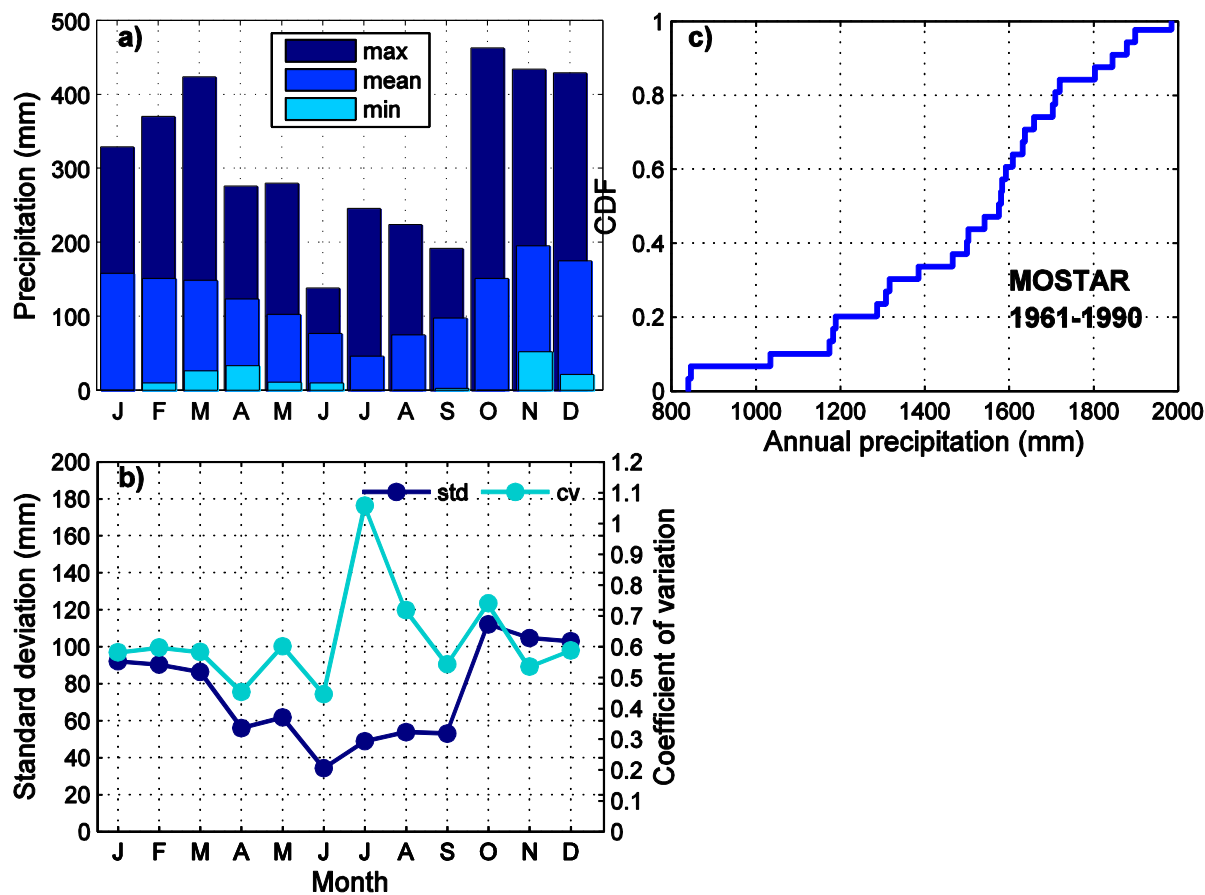 a)
max
mean
min
Precipitation (mm)
500
400
300
200
100
0
J F M A M J J A S O N D
c)
CDF
1
0.8
0.6
0.4
0.2
0
MOSTAR
1961-1990
800 1000 1200 1400 1600 1800 2000
Annual precipitation (mm)
b)
std cv
Standard deviation (mm)
200
180
160
140
120
100
80
60
40
20
0
1.2
1.1
1
0.9
0.8
0.7
0.6
0.5
0.4
0.3
0.2
0.1
0
Coefficient of variation
J F M A M J J A S O N D
Month